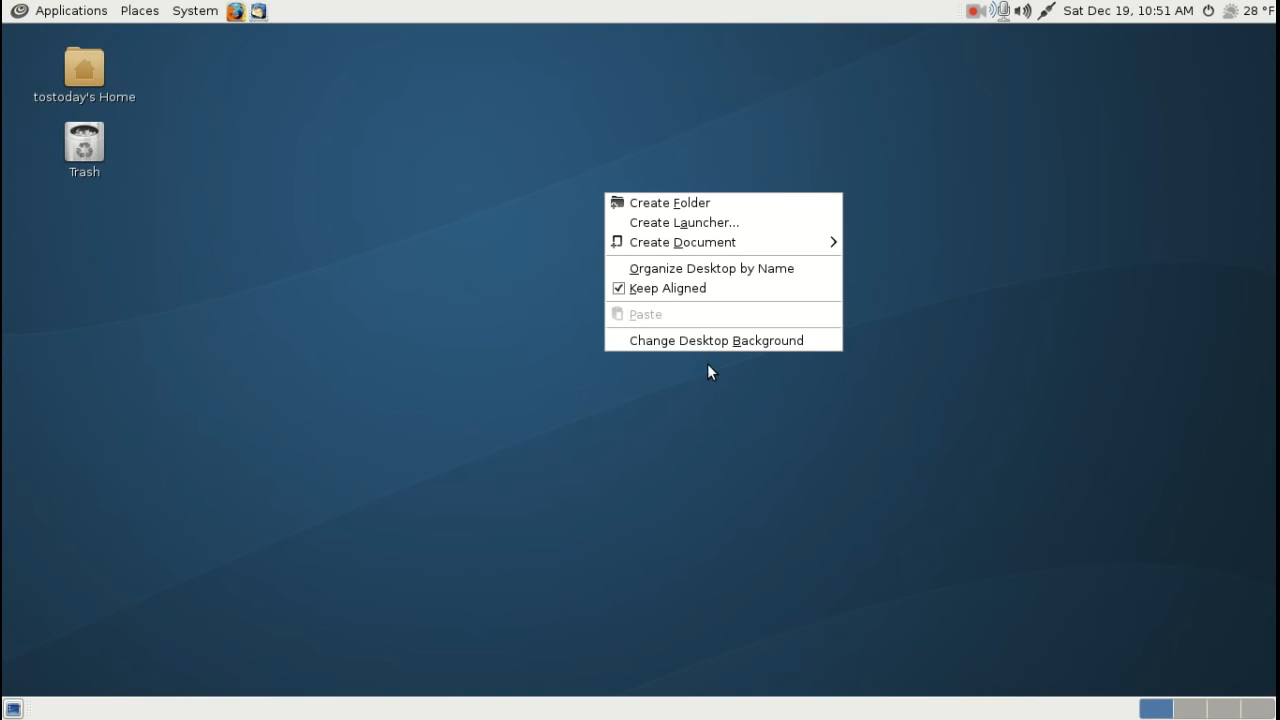 Applications Places System Sat Dec 19, 10:51 AM 28 °F
tostoday's Home
Trash
Create Folder
Create Launcher...
Create Document
Organize Desktop by Name
Keep Aligned
Paste
Change Desktop Background